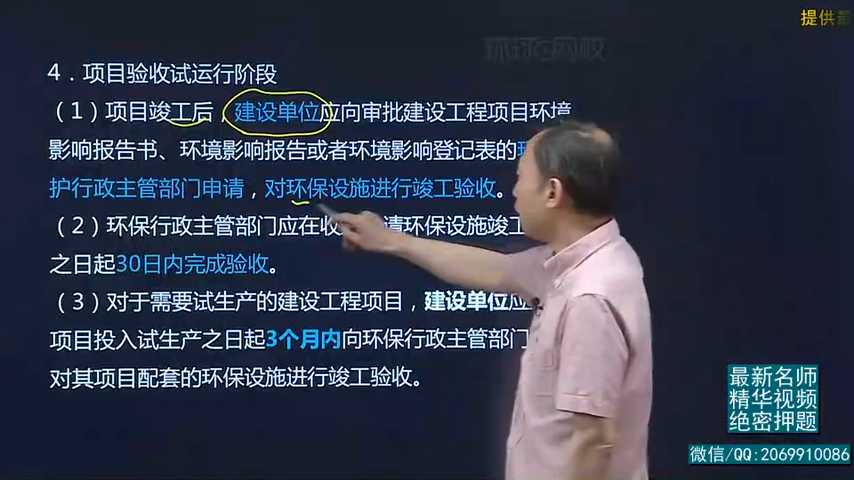 提供
环球网校
4．项目验收试运行阶段
（1）项目竣工后，建设单位应向审批建设工程项目环境
影响报告书、环境影响报告或者环境影响登记表的
护行政主管部门申请，对环保设施进行竣工验收。
（2）环保行政主管部门应在收 请环保设施竣工
之日起30日内完成验收。
（3）对于需要试生产的建设工程项目，建设单位应
项目投入试生产之日起3个月内向环保行政主管部门
对其项目配套的环保设施进行竣工验收。
最新名师
精华视频
绝密押题
微信/QQ:2069910086